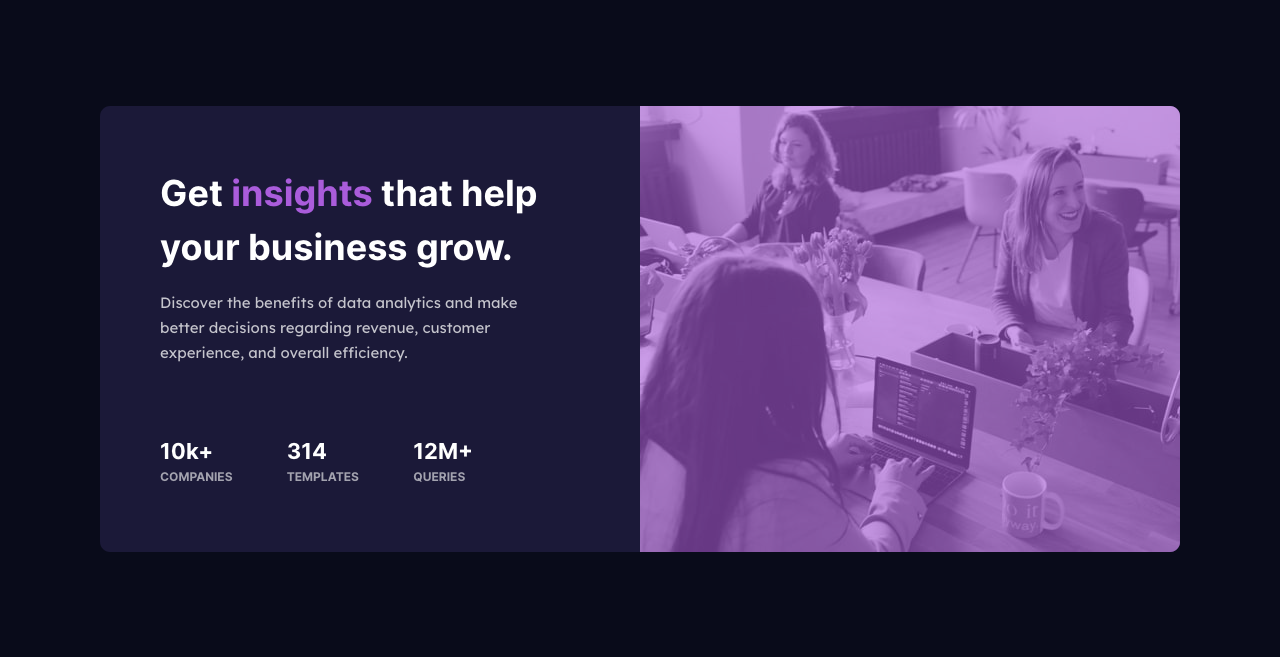 Get insights that help
your business grow.
Discover the benefits of data analytics and make
better decisions regarding revenue, customer
experience, and overall efficiency.
10k+ 314 12M+
COMPANIES TEMPLATES QUERIES